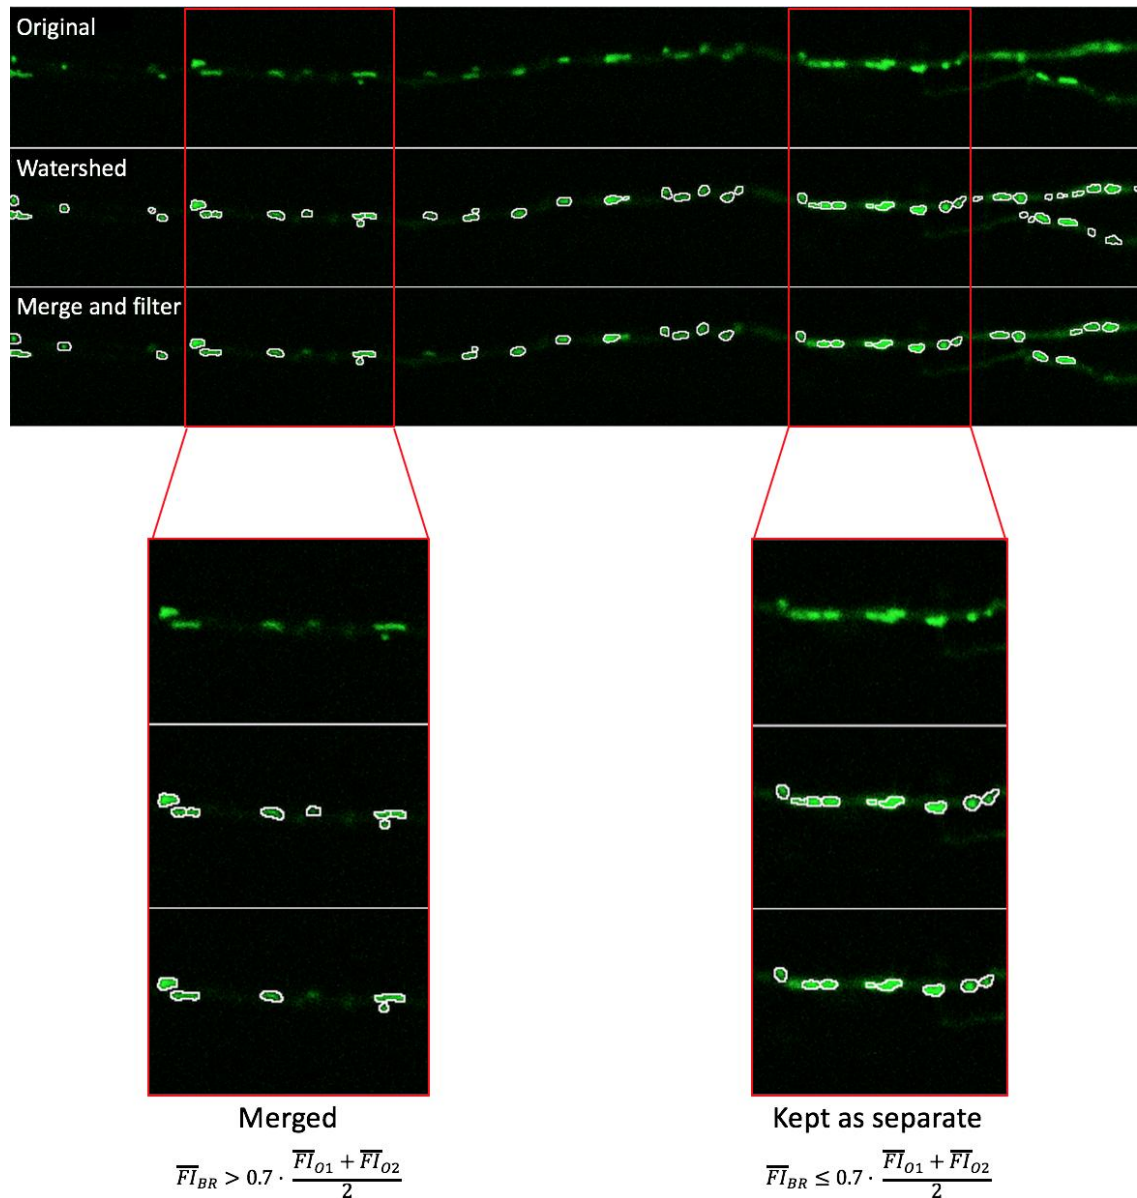 Original
Watershed
Merge and filter
Merged
Kept as separate
$\overline{FI}_{BR} > 0.7 \cdot \frac{\overline{FI}_{O1} + \overline{FI}_{O2}}{2}$
$\overline{FI}_{BR} \leq 0.7 \cdot \frac{\overline{FI}_{O1} + \overline{FI}_{O2}}{2}$